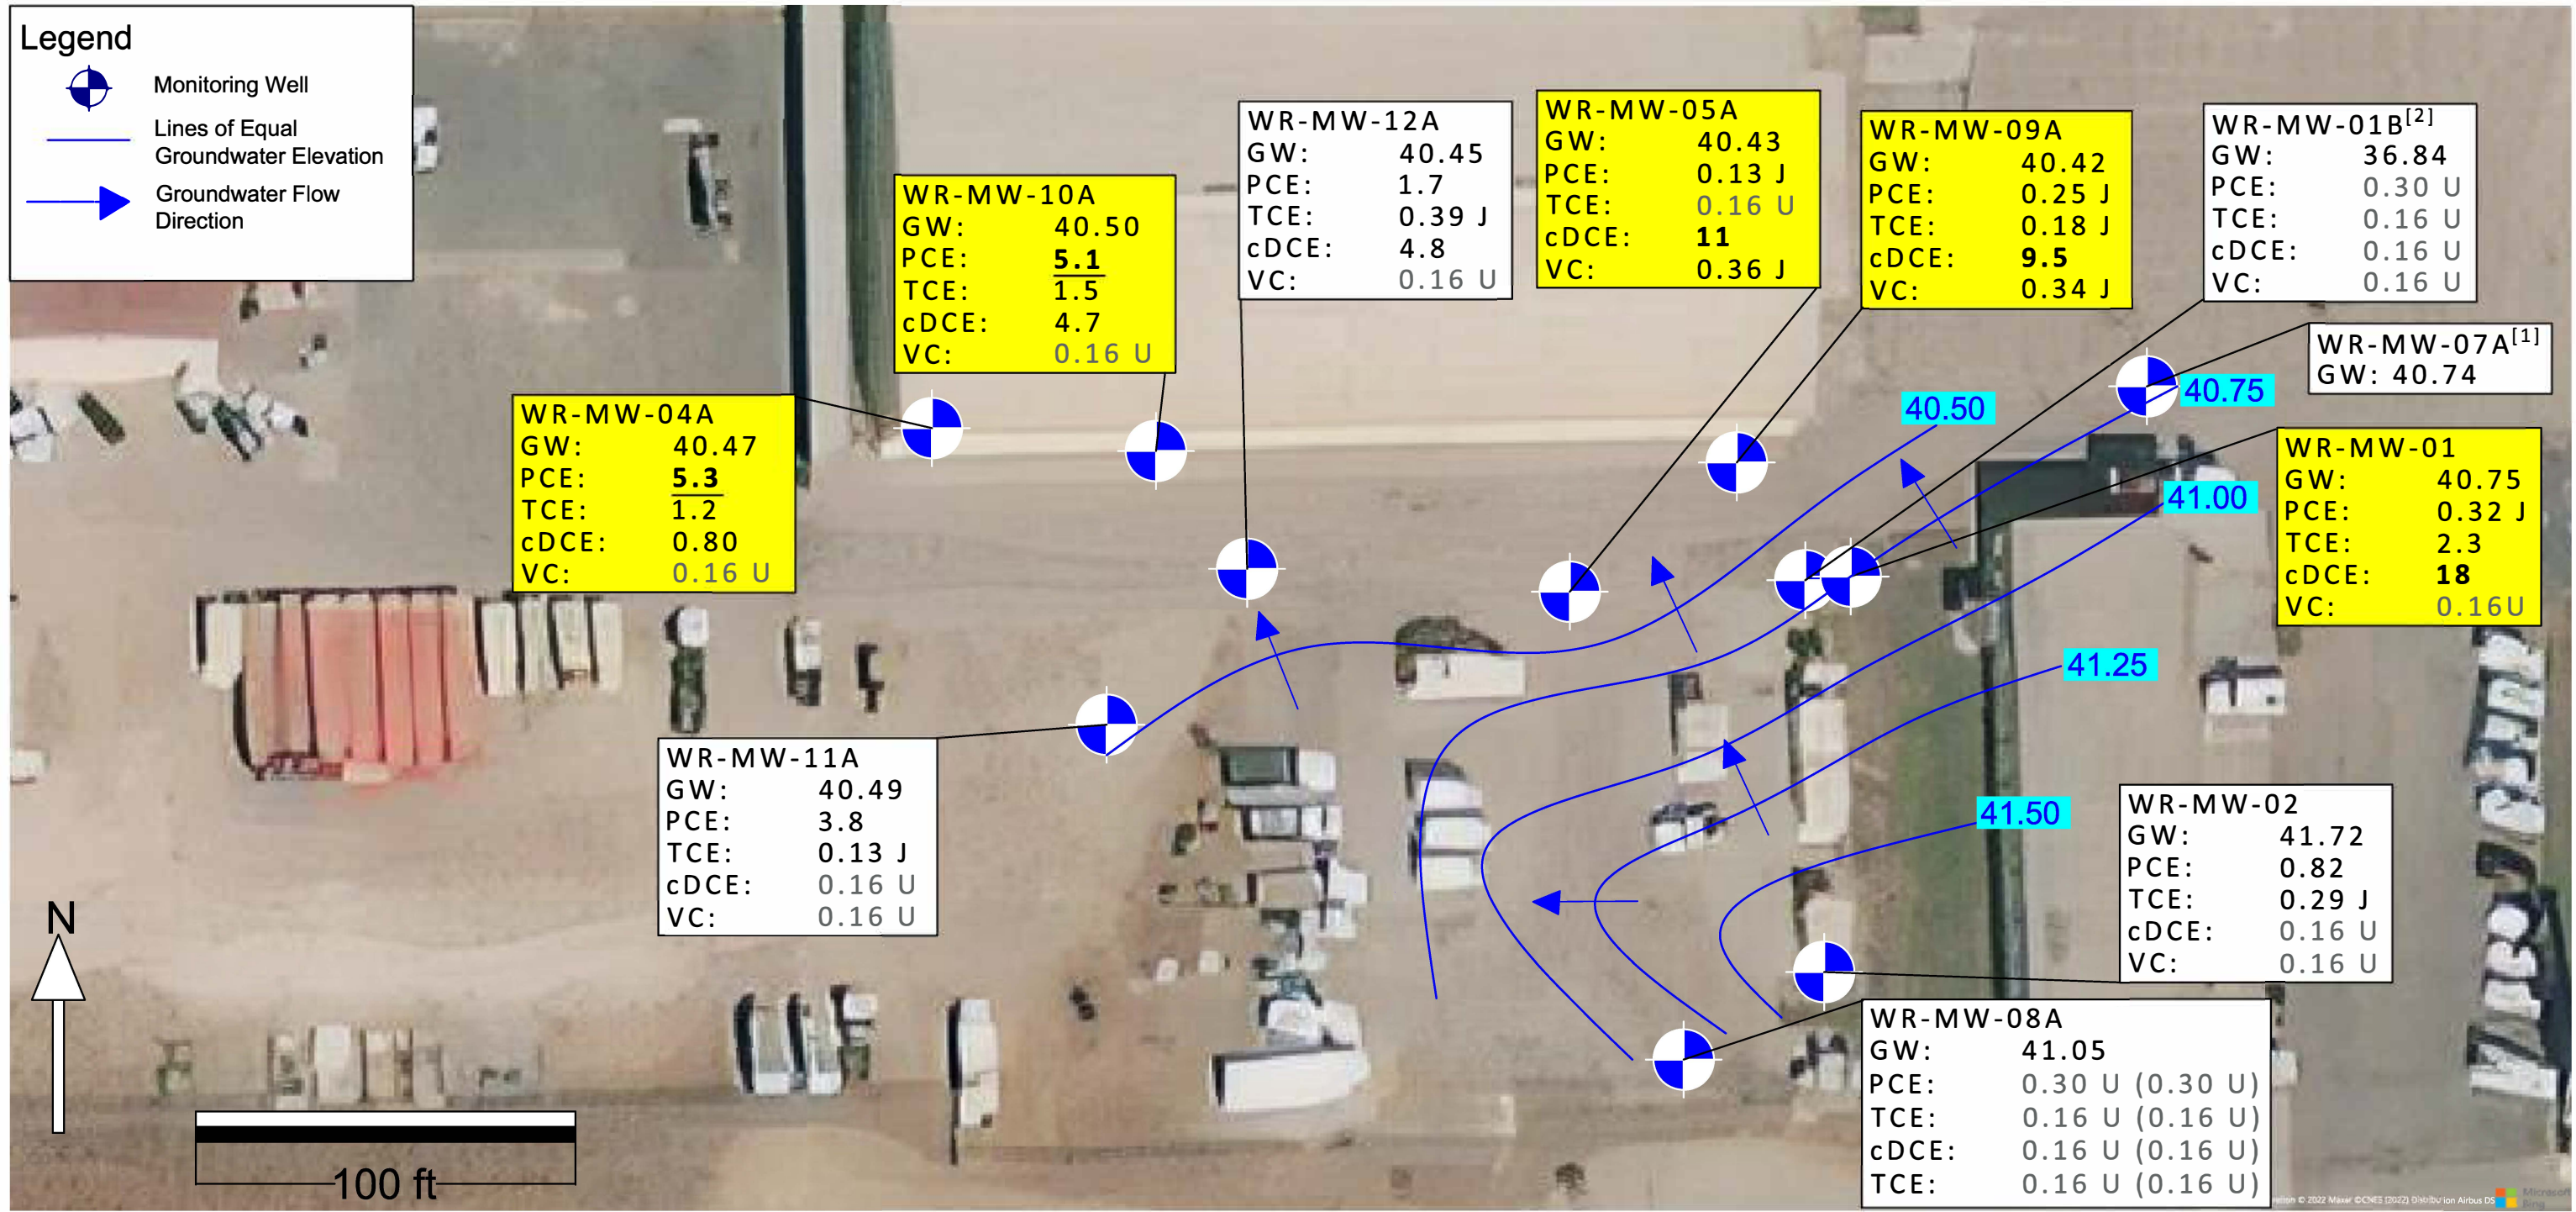 Legend
Monitoring Well
Lines of Equal
Groundwater Elevation
Groundwater Flow
Direction
WR-MW-04A
GW: 40.47
PCE: 5.3
TCE: 1.2
cDCE: 0.80
VC: 0.16 U
WR-MW-10A
GW: 40.50
PCE: 5.1
TCE: 1.5
cDCE: 4.7
VC: 0.16 U
WR-MW-12A
GW: 40.45
PCE: 1.7
TCE: 0.39 J
cDCE: 4.8
VC: 0.16 U
WR-MW-05A
GW: 40.43
PCE: 0.13 J
TCE: 0.16 U
cDCE: 11
VC: 0.36 J
WR-MW-09A
GW: 40.42
PCE: 0.25 J
TCE: 0.18 J
cDCE: 9.5
VC: 0.34 J
WR-MW-01B[2]
GW: 36.84
PCE: 0.30 U
TCE: 0.16 U
cDCE: 0.16 U
VC: 0.16 U
WR-MW-07A[1]
GW: 40.74
WR-MW-01
GW: 40.75
PCE: 0.32 J
TCE: 2.3
cDCE: 18
VC: 0.16U
40.50
40.75
41.00
41.25
41.50
WR-MW-11A
GW: 40.49
PCE: 3.8
TCE: 0.13 J
cDCE: 0.16 U
VC: 0.16 U
WR-MW-02
GW: 41.72
PCE: 0.82
TCE: 0.29 J
cDCE: 0.16 U
VC: 0.16 U
WR-MW-08A
GW: 41.05
PCE: 0.30 U (0.30 U)
TCE: 0.16 U (0.16 U)
cDCE: 0.16 U (0.16 U)
TCE: 0.16 U (0.16 U)
N
100 ft
© 2022 Maxar ©CNES (2022) Distribution Airbus DS
Microsoft
Bing